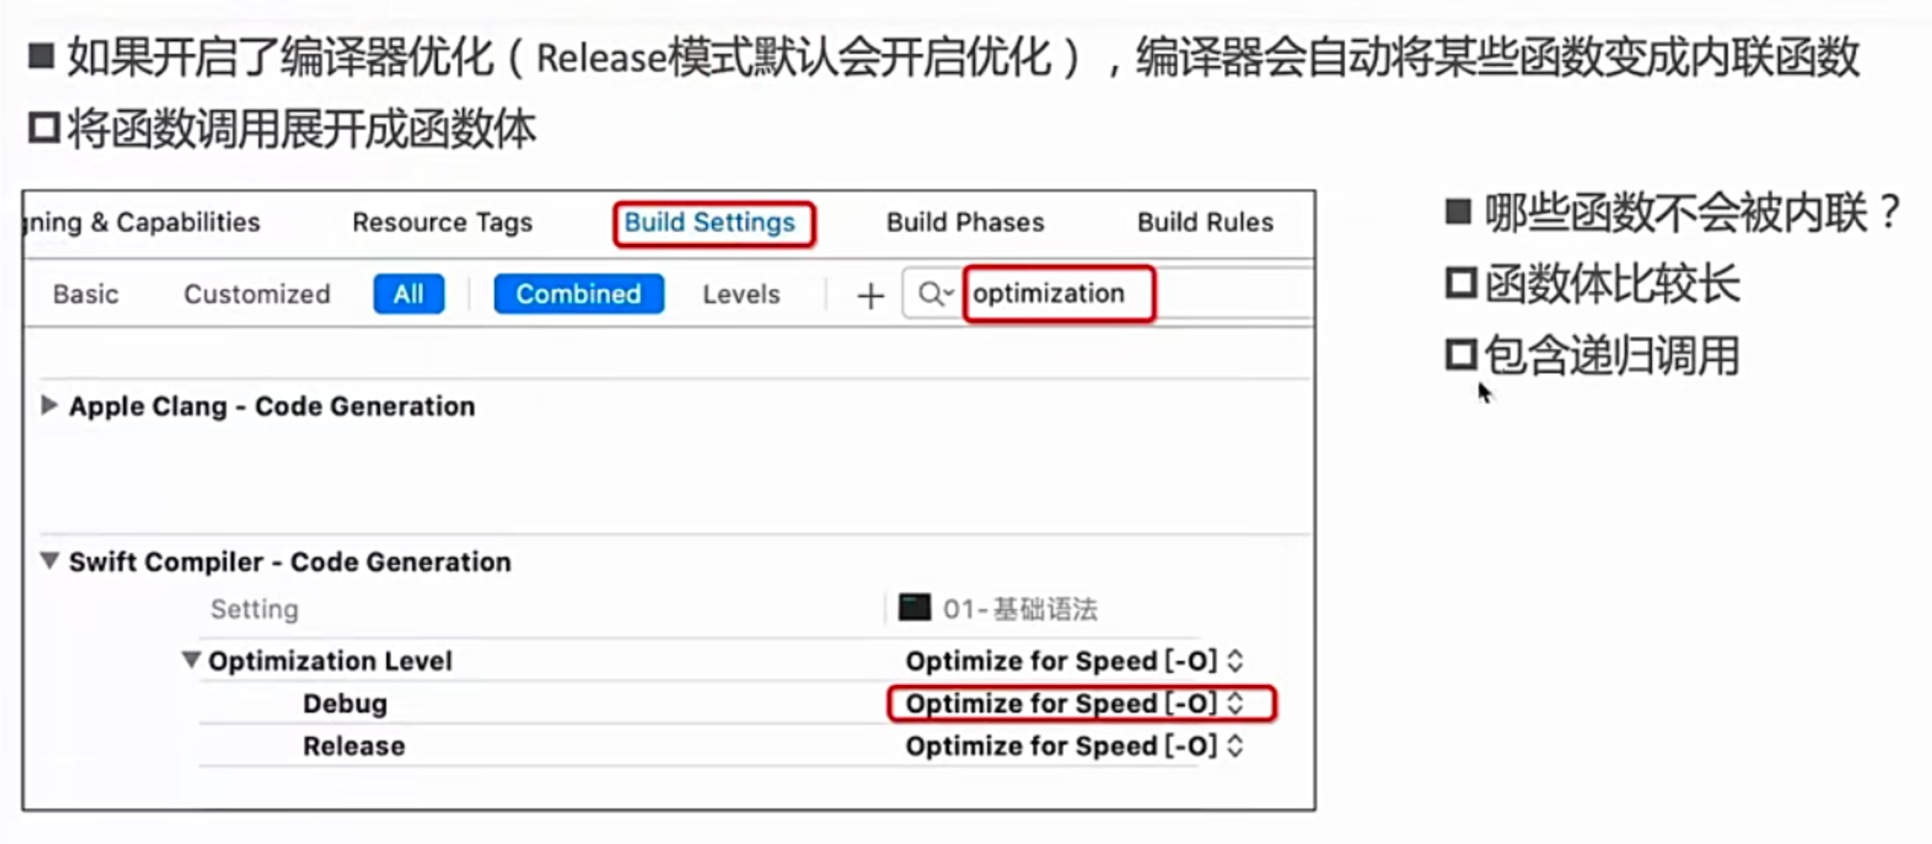 如果开启了编译器优化（Release模式默认会开启优化），编译器会自动将某些函数变成内联函数
将函数调用展开成函数体
gning & Capabilities Resource Tags Build Settings Build Phases Build Rules
Basic Customized All Combined Levels + optimization
Apple Clang - Code Generation
Swift Compiler - Code Generation
Setting 01-基础语法
Optimization Level Optimize for Speed [-O]
Debug Optimize for Speed [-O]
Release Optimize for Speed [-O]
哪些函数不会被内联？
函数体比较长
包含递归调用